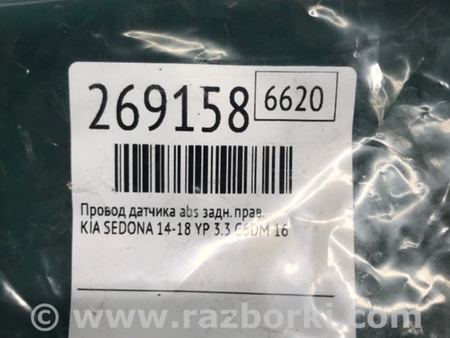 269158 6620
Провод датчика abs задн. прав.
KIA SEDONA 14-18 YP 3.3 G6DM 16
www.razborki.com